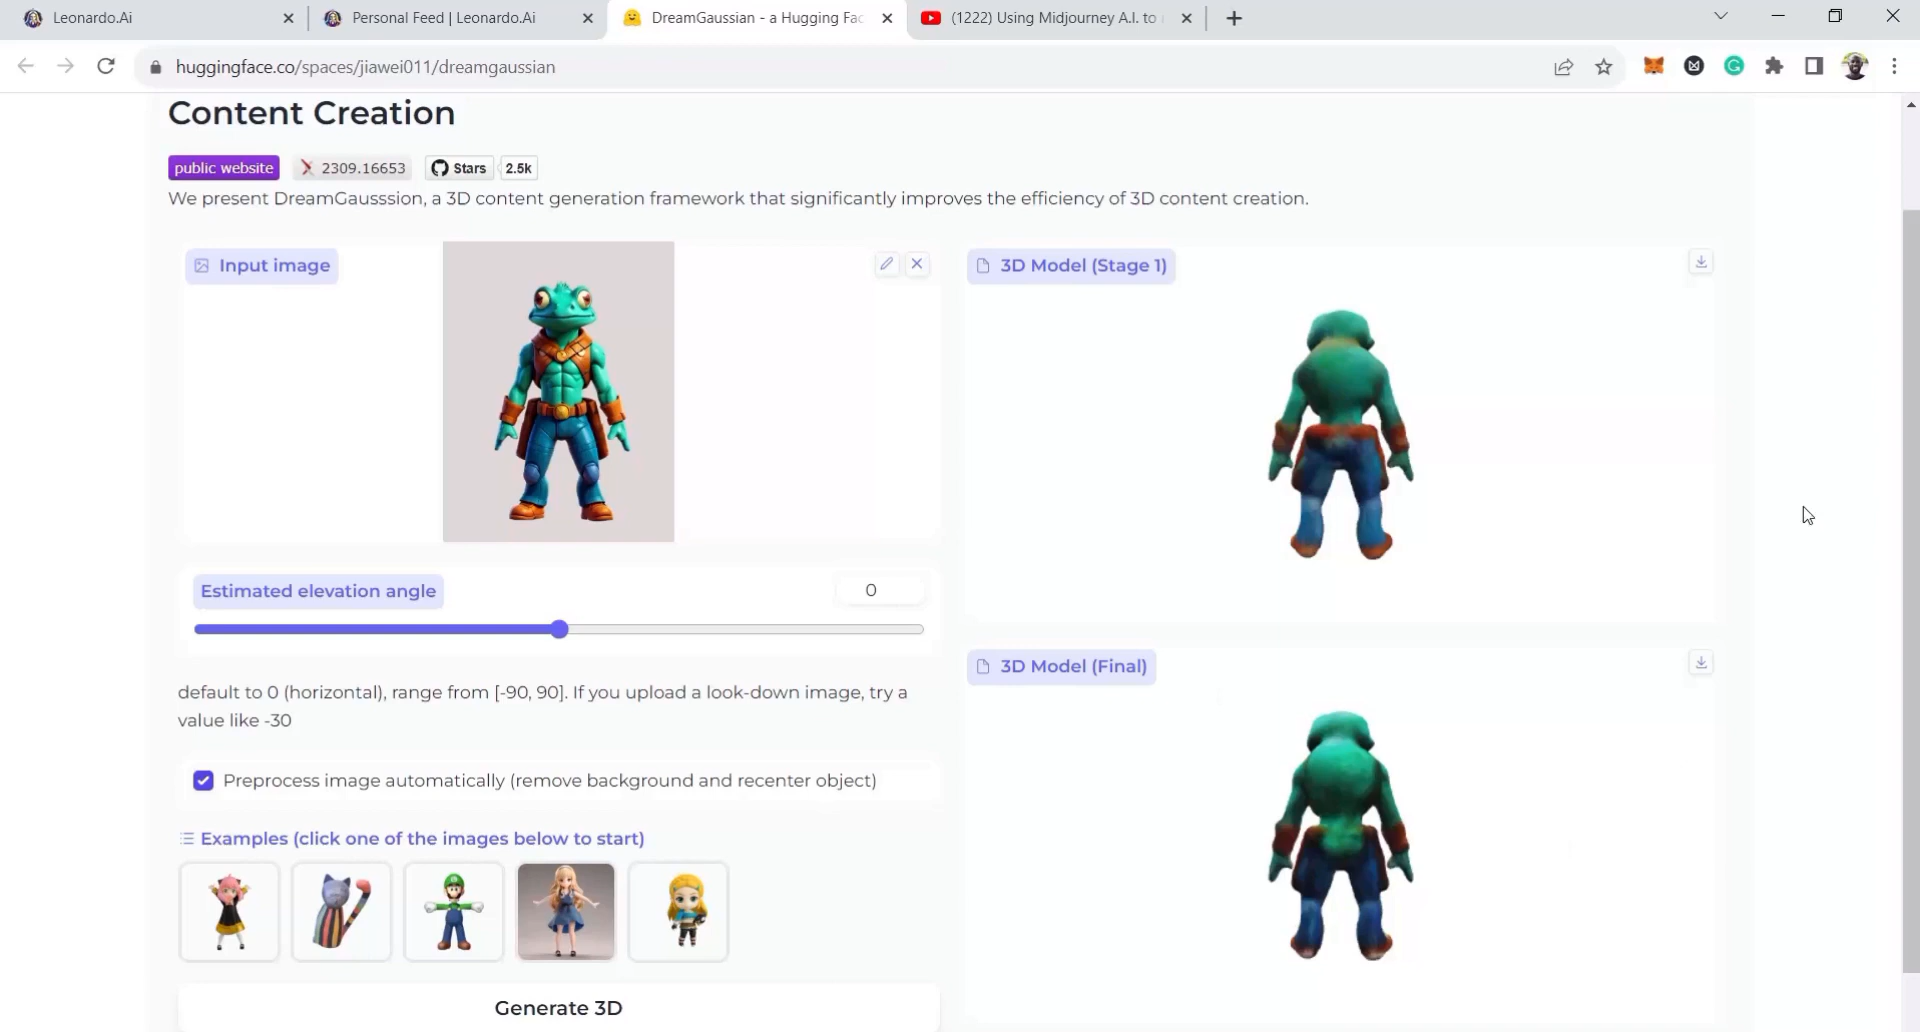 Leonardo.Ai
Personal Feed | Leonardo.Ai
DreamGaussian - a Hugging Fac
(1222) Using Midjourney A.I. to
huggingface.co/spaces/jiawei011/dreamgaussian
Content Creation
public website
2309.16653
Stars
2.5k
We present DreamGausssion, a 3D content generation framework that significantly improves the efficiency of 3D content creation.
Input image
3D Model (Stage 1)
Estimated elevation angle
0
3D Model (Final)
default to 0 (horizontal), range from [-90, 90]. If you upload a look-down image, try a
value like -30
Preprocess image automatically (remove background and recenter object)
Examples (click one of the images below to start)
Generate 3D